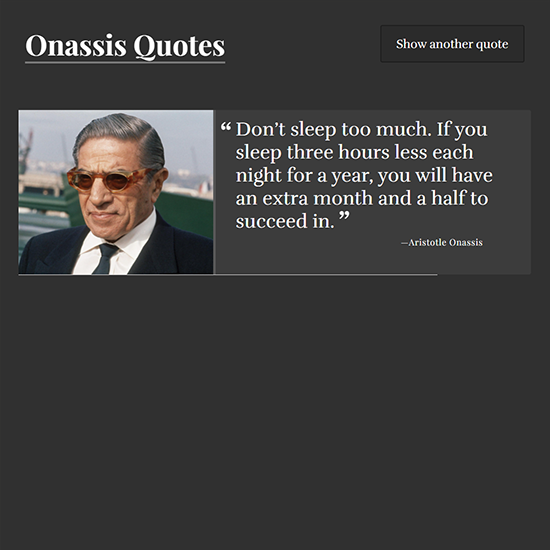 Onassis Quotes
Show another quote
“ Don’t sleep too much. If you
sleep three hours less each
night for a year, you will have
an extra month and a half to
succeed in. ”
—Aristotle Onassis